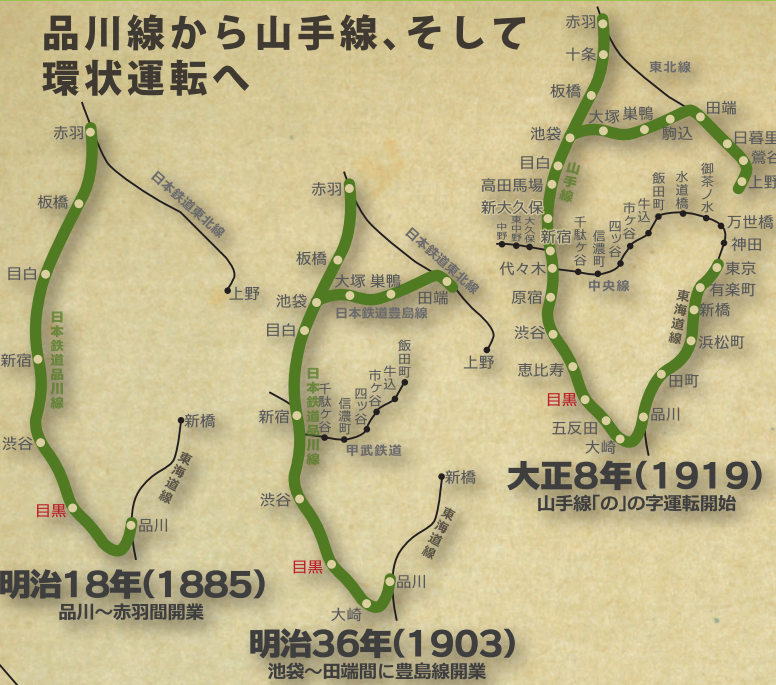 品川線から山手線、そして
環状運転へ
赤羽
板橋
目白
新宿
渋谷
目黒
品川
新橋
上野
日本鉄道東北線
日本鉄道品川線
東海道線
明治18年(1885)
品川～赤羽間開業
赤羽
板橋
池袋
大塚
巣鴨
田端
目白
新宿
渋谷
目黒
大崎
品川
新橋
上野
日本鉄道東北線
日本鉄道豊島線
日本鉄道品川線
千駄ケ谷
信濃町
四ツ谷
市ケ谷
牛込
飯田町
甲武鉄道
東海道線
明治36年(1903)
池袋～田端間に豊島線開業
赤羽
十条
板橋
池袋
大塚
巣鴨
駒込
田端
日暮里
鶯谷
上野
東北線
目白
高田馬場
新大久保
新宿
山手線
中野
東中野
大久保
代々木
千駄ケ谷
信濃町
四ツ谷
市ケ谷
牛込
飯田町
水道橋
御茶ノ水
万世橋
神田
東京
有楽町
新橋
浜松町
田町
品川
中央線
東海道線
原宿
渋谷
恵比寿
目黒
五反田
大崎
大正8年(1919)
山手線「の」の字運転開始